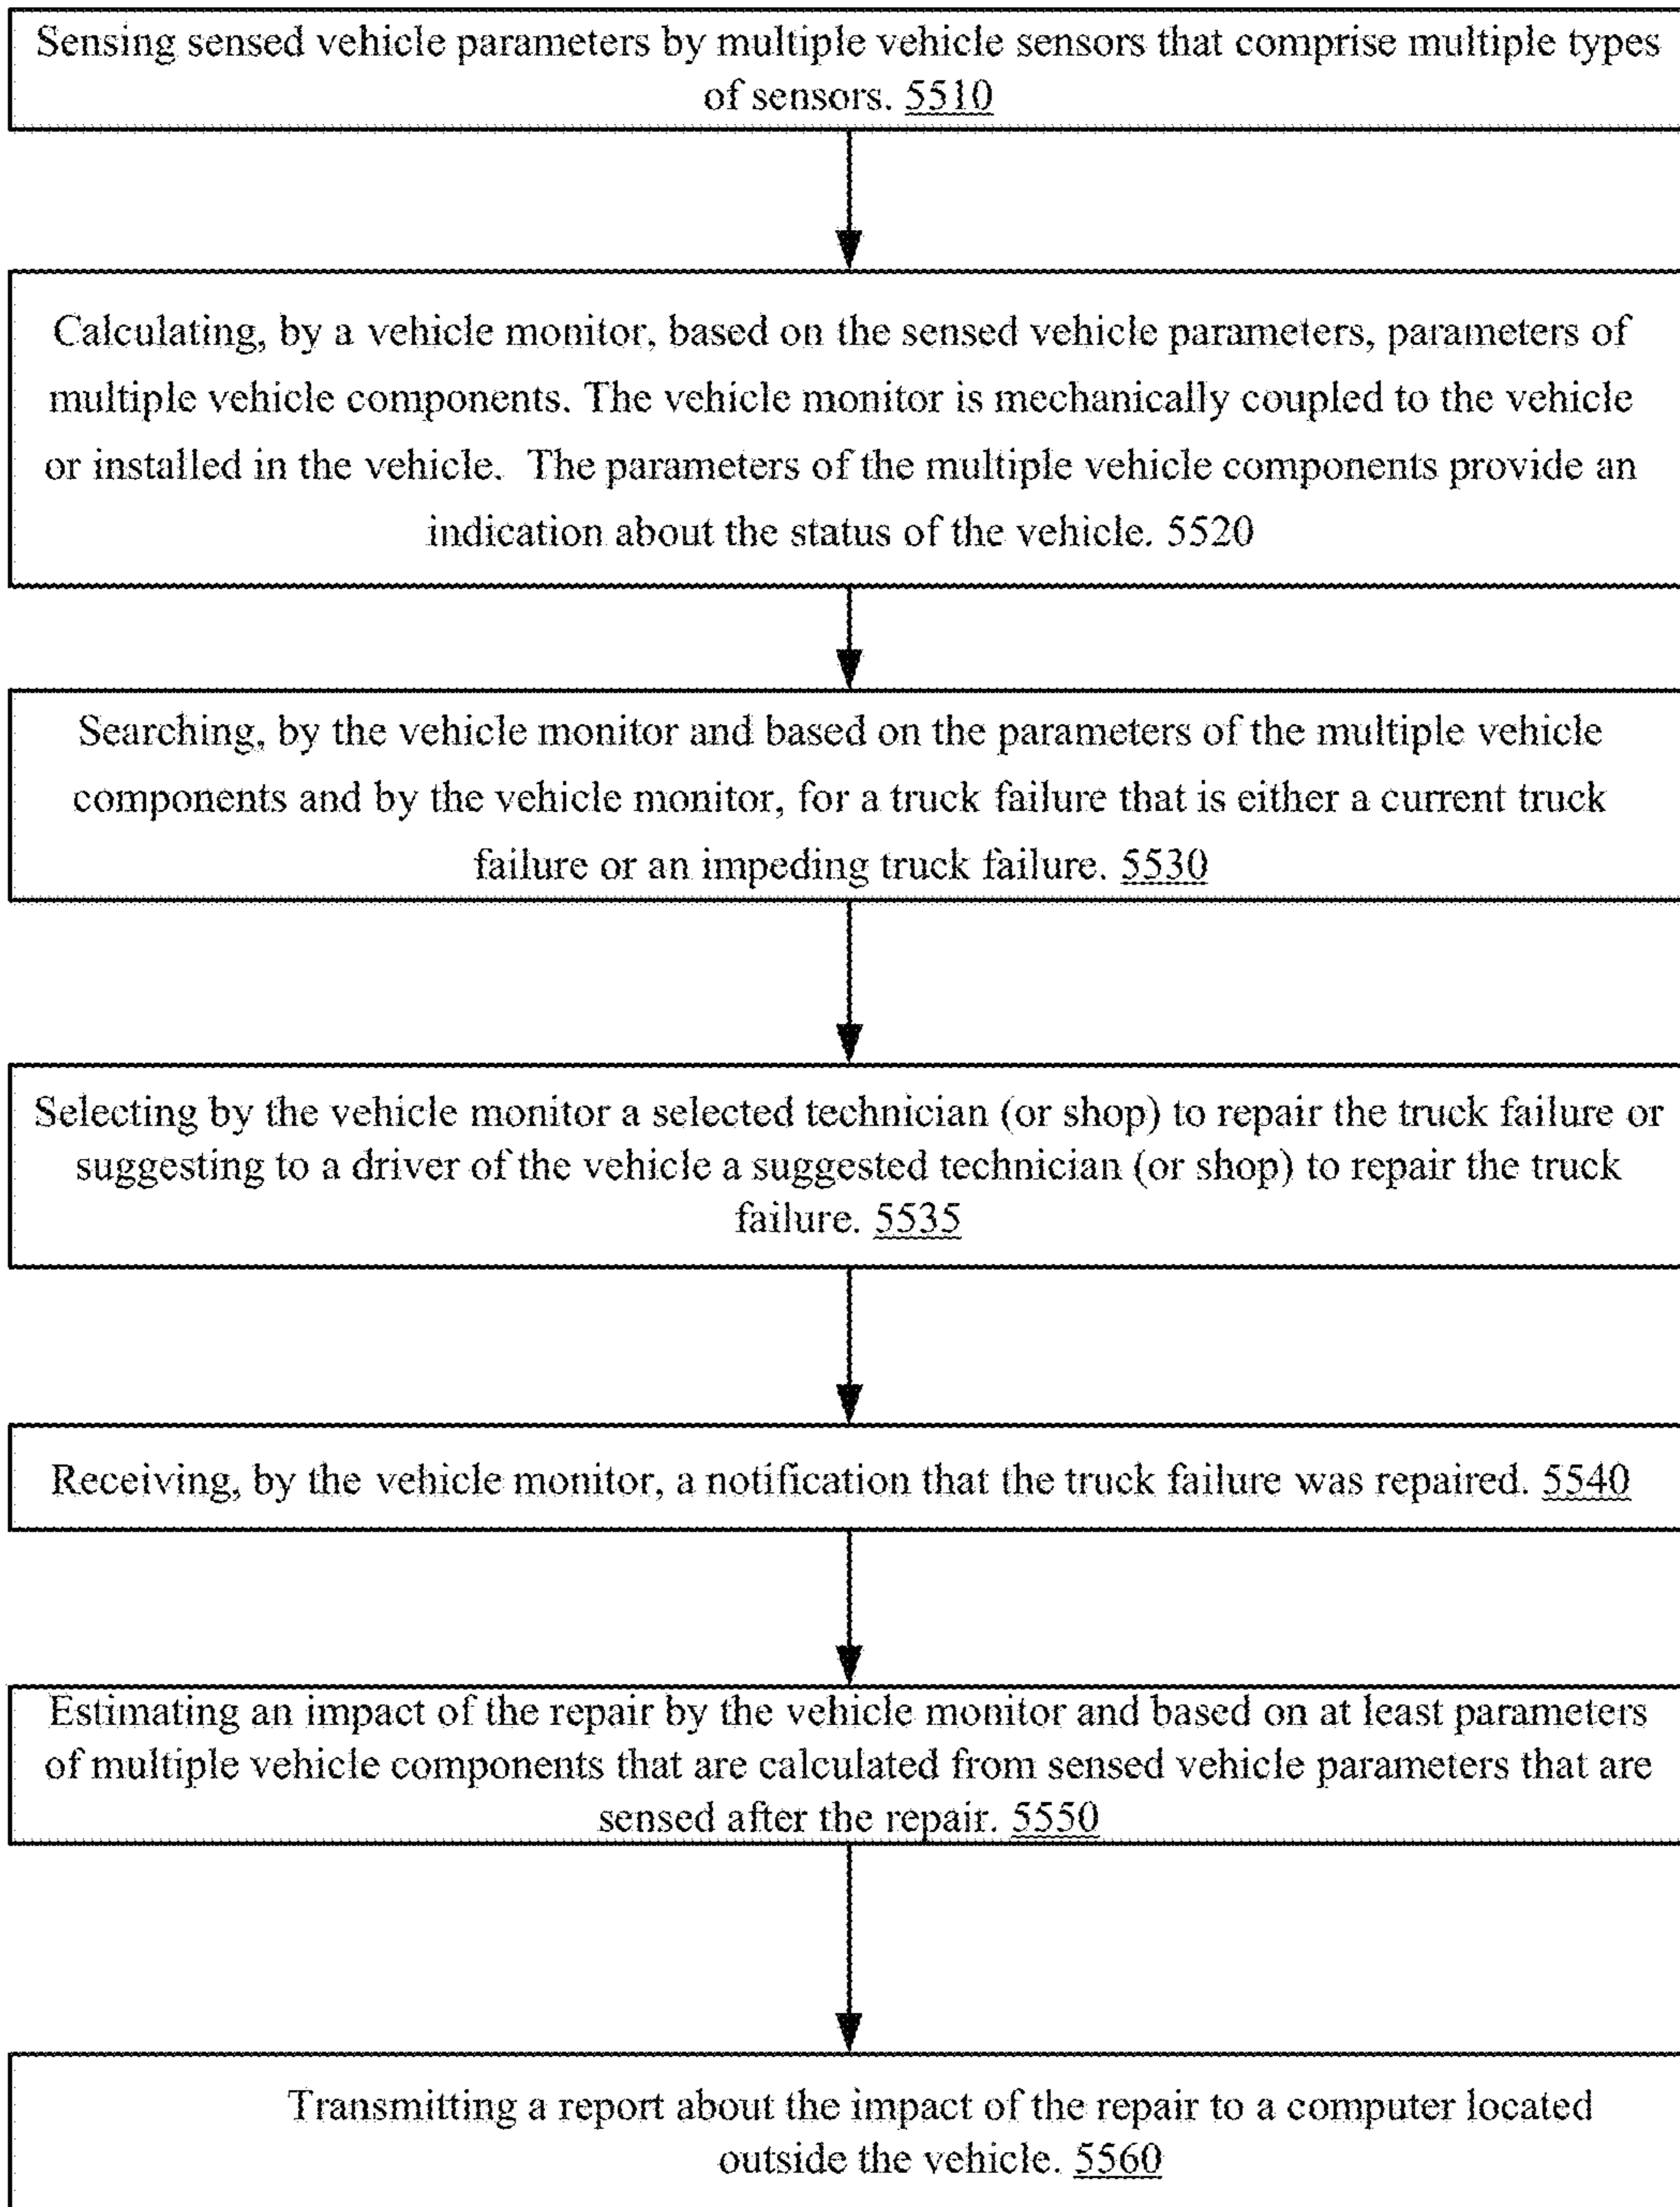 Sensing sensed vehicle parameters by multiple vehicle sensors that comprise multiple types
of sensors. 5510
Calculating, by a vehicle monitor, based on the sensed vehicle parameters, parameters of
multiple vehicle components. The vehicle monitor is mechanically coupled to the vehicle
or installed in the vehicle.  The parameters of the multiple vehicle components provide an
indication about the status of the vehicle. 5520
Searching, by the vehicle monitor and based on the parameters of the multiple vehicle
components and by the vehicle monitor, for a truck failure that is either a current truck
failure or an impeding truck failure. 5530
Selecting by the vehicle monitor a selected technician (or shop) to repair the truck failure or
suggesting to a driver of the vehicle a suggested technician (or shop) to repair the truck
failure. 5535
Receiving, by the vehicle monitor, a notification that the truck failure was repaired. 5540
Estimating an impact of the repair by the vehicle monitor and based on at least parameters
of multiple vehicle components that are calculated from sensed vehicle parameters that are
sensed after the repair. 5550
Transmitting a report about the impact of the repair to a computer located
outside the vehicle. 5560